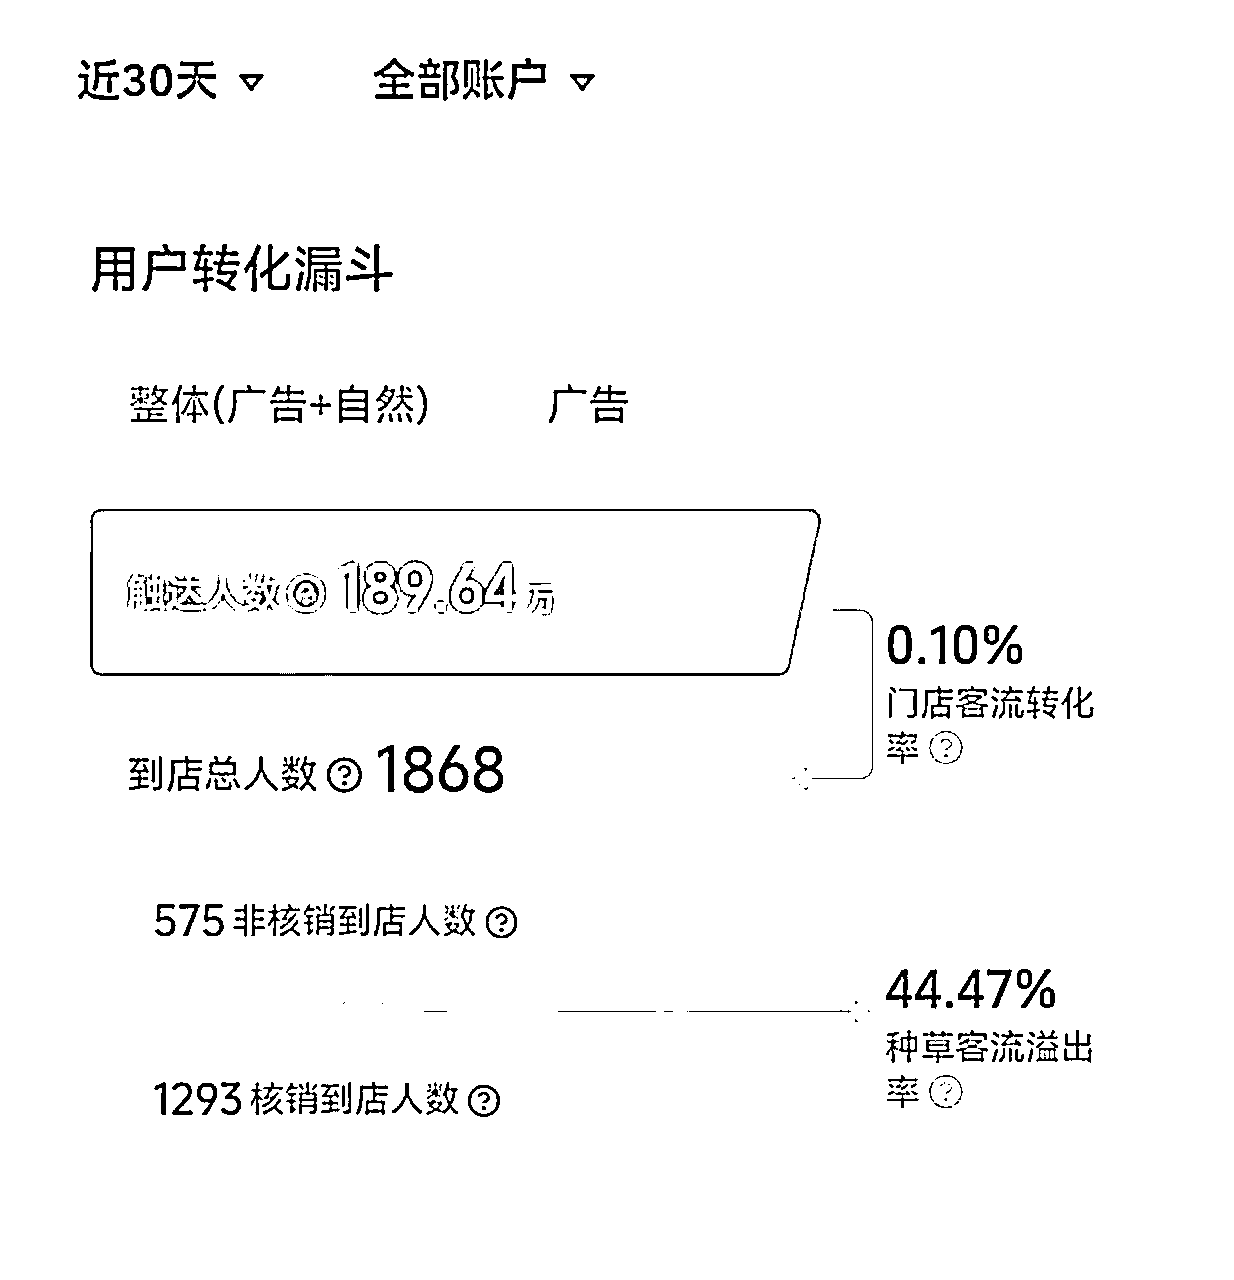 近30天 全部账户
用户转化漏斗
整体(广告+自然) 广告
触达人数 189.64 万
0.10%
门店客流转化
率
到店总人数 1868
575 非核销到店人数
44.47%
种草客流溢出
率
1293 核销到店人数